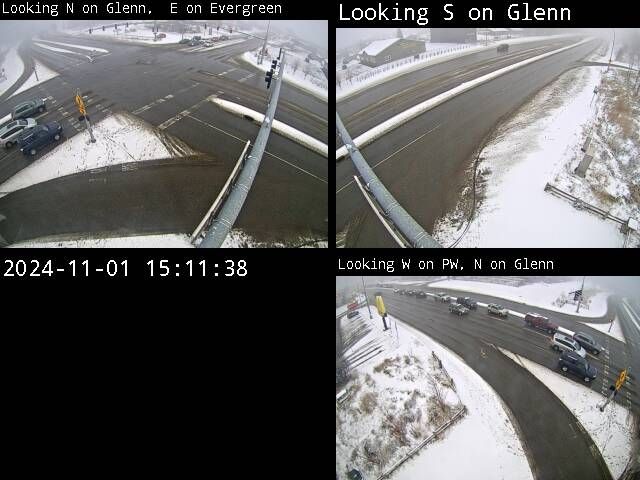 Looking N on Glenn, E on Evergreen
Looking S on Glenn
2024-11-01 15:11:38
Looking W on PW, N on Glenn